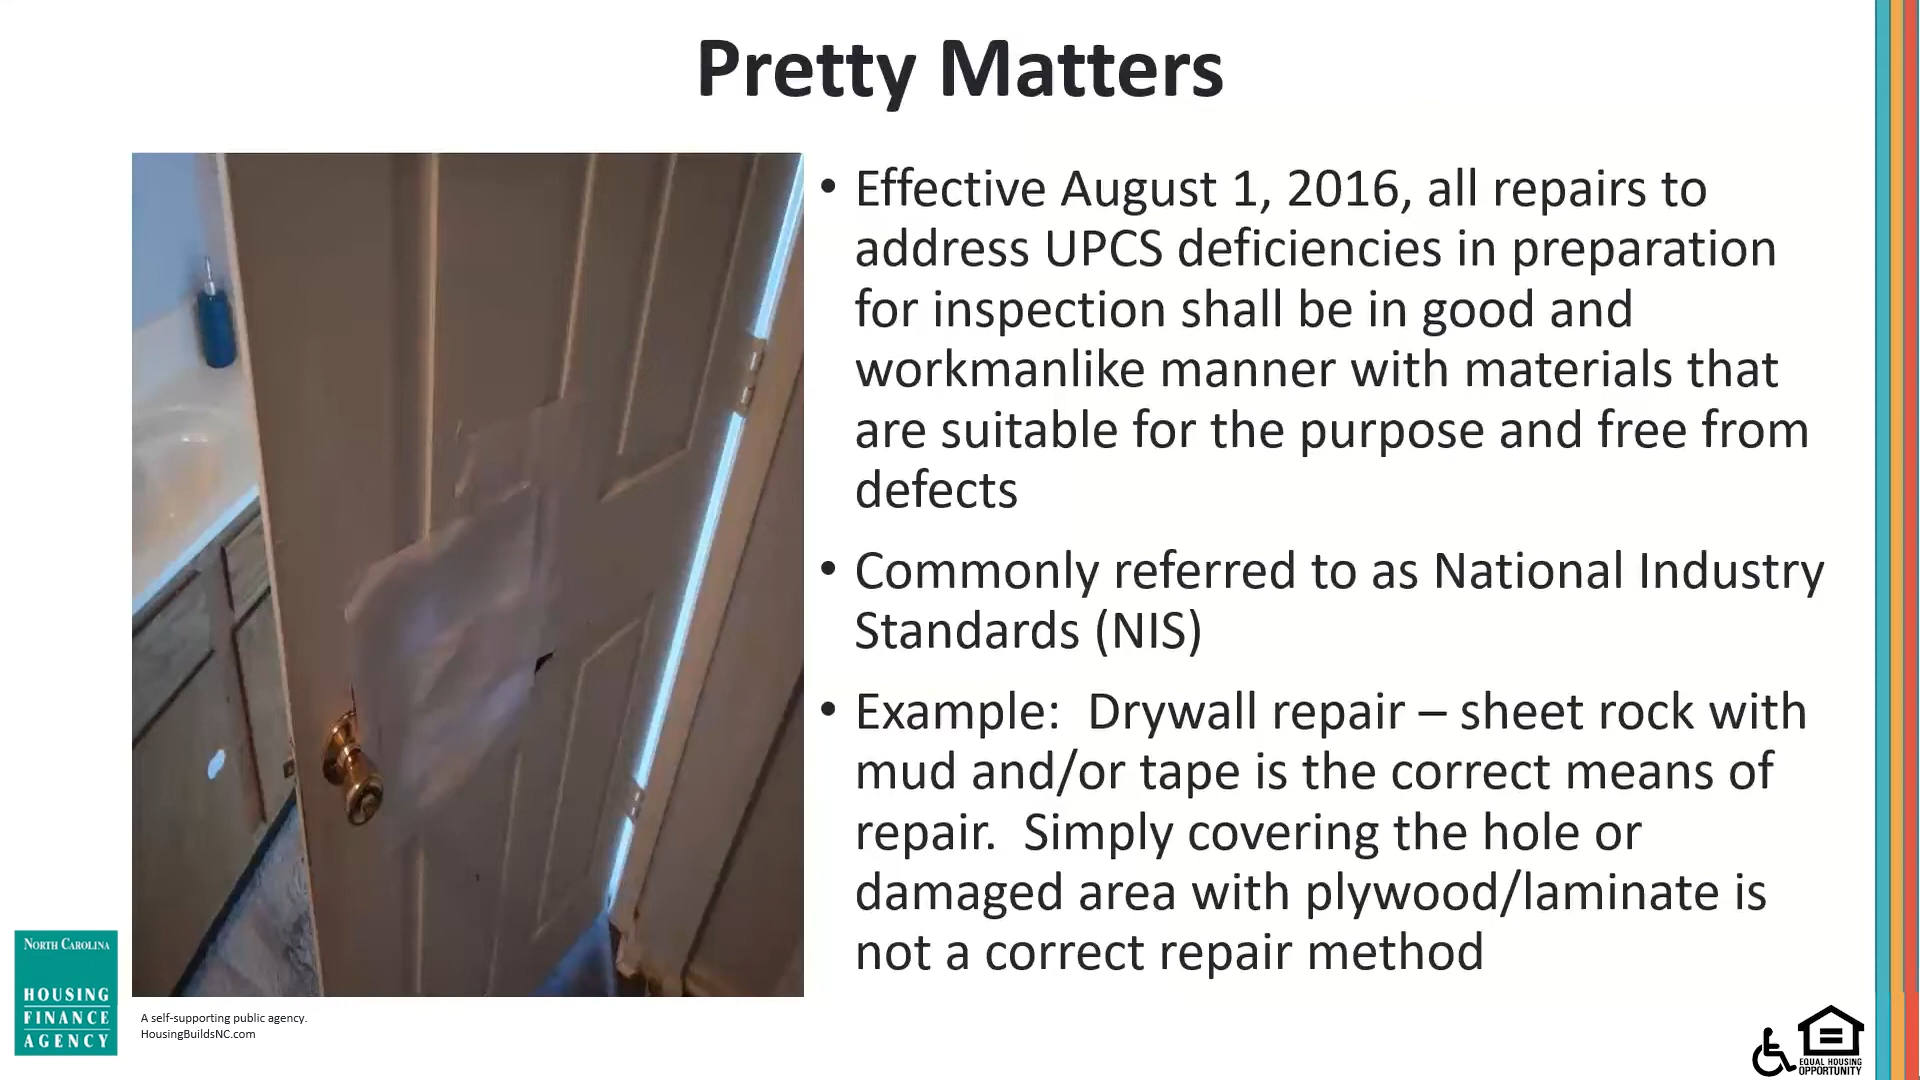 Pretty Matters
• Effective August 1, 2016, all repairs to
address UPCS deficiencies in preparation
for inspection shall be in good and
workmanlike manner with materials that
are suitable for the purpose and free from
defects
• Commonly referred to as National Industry
Standards (NIS)
• Example:  Drywall repair – sheet rock with
mud and/or tape is the correct means of
repair.  Simply covering the hole or
damaged area with plywood/laminate is
not a correct repair method
NORTH CAROLINA
HOUSING
FINANCE
AGENCY
A self-supporting public agency.
HousingBuildsNC.com
EQUAL HOUSING
OPPORTUNITY